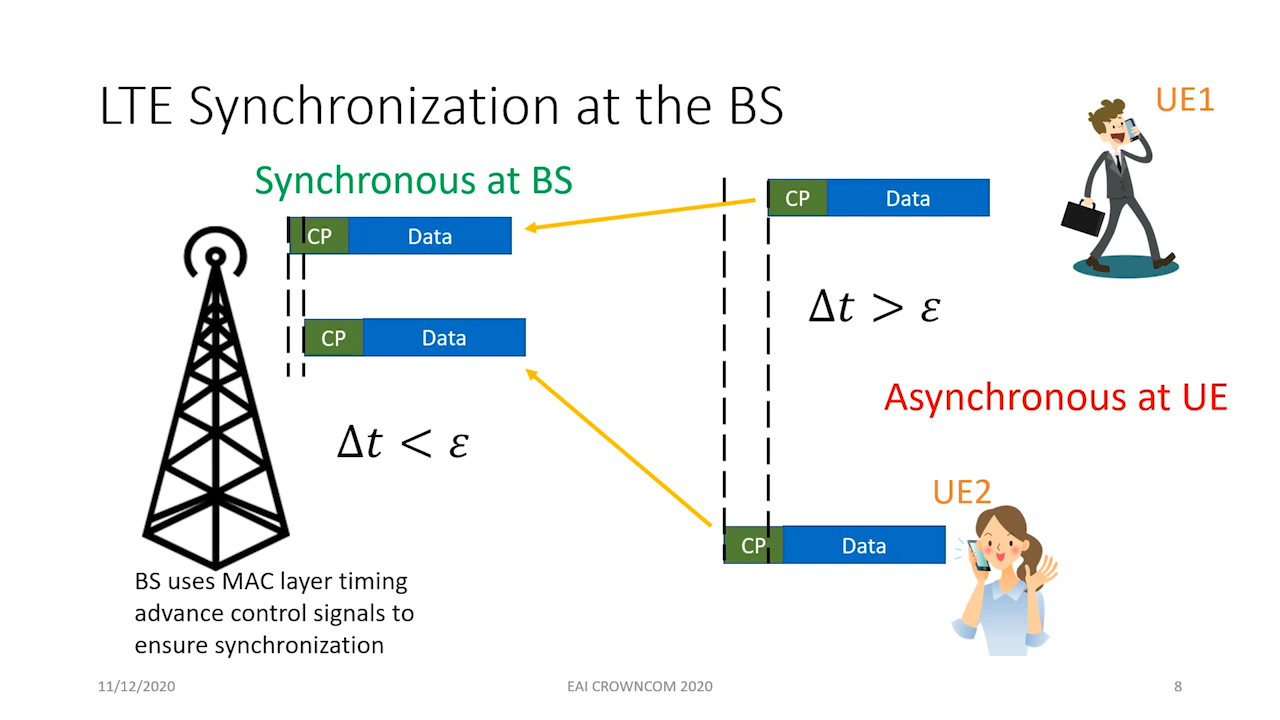 LTE Synchronization at the BS
UE1
Synchronous at BS
CP Data
CP Data
Δt > ε
CP Data
Δt < ε
Asynchronous at UE
UE2
CP Data
BS uses MAC layer timing
advance control signals to
ensure synchronization
11/12/2020
EAI CROWNCOM 2020
8